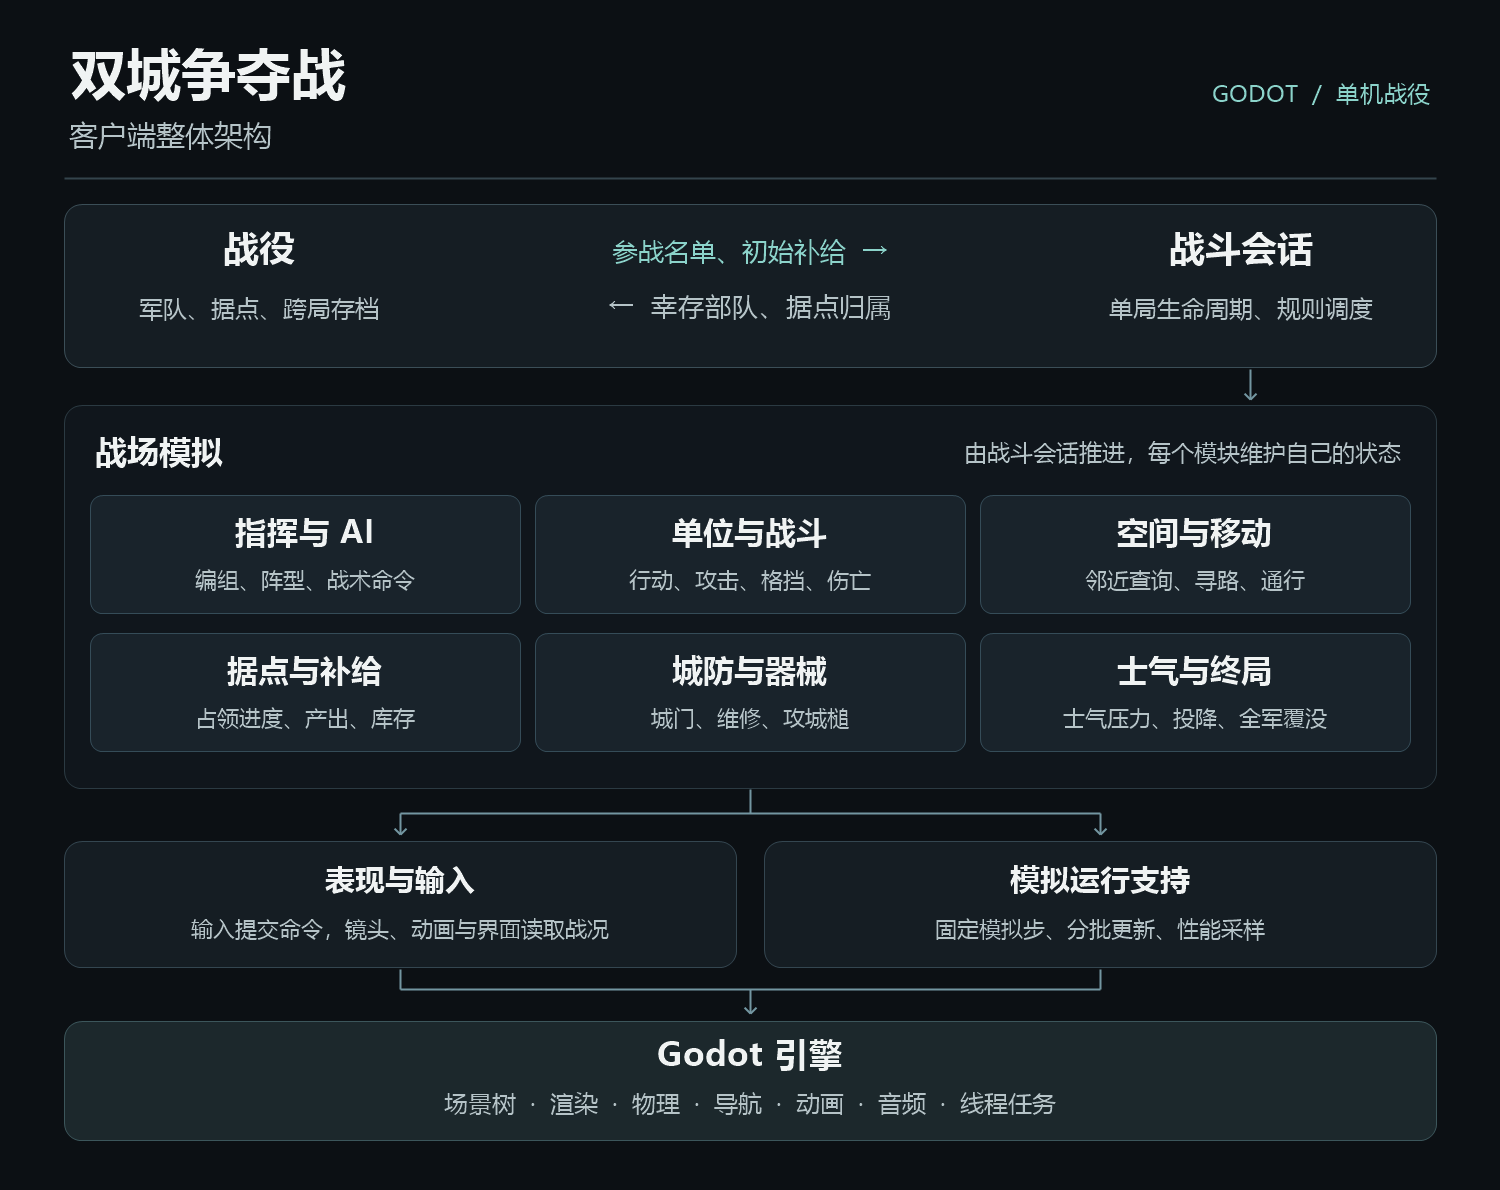 双城争夺战
客户端整体架构
GODOT / 单机战役
战役
军队、据点、跨局存档
参战名单、初始补给 →
← 幸存部队、据点归属
战斗会话
单局生命周期、规则调度
战场模拟
由战斗会话推进，每个模块维护自己的状态
指挥与 AI
编组、阵型、战术命令
单位与战斗
行动、攻击、格挡、伤亡
空间与移动
邻近查询、寻路、通行
据点与补给
占领进度、产出、库存
城防与器械
城门、维修、攻城槌
士气与终局
士气压力、投降、全军覆没
表现与输入
输入提交命令，镜头、动画与界面读取战况
模拟运行支持
固定模拟步、分批更新、性能采样
Godot 引擎
场景树 · 渲染 · 物理 · 导航 · 动画 · 音频 · 线程任务